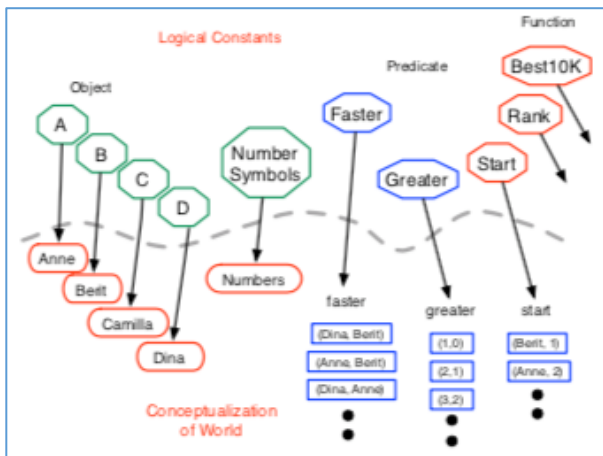 Function
Logical Constants
Best10K
Predicate
Object
Faster
Rank
A
B
C
D
Number
Symbols
Greater
Start
Anne
Berit
Camilla
Dina
Numbers
faster
greater
start
(Dina, Berit)
(Anne, Berit)
(Dina, Anne)
(1,0)
(2,1)
(3,2)
(Berit, 1)
(Anne, 2)
Conceptualization
of World